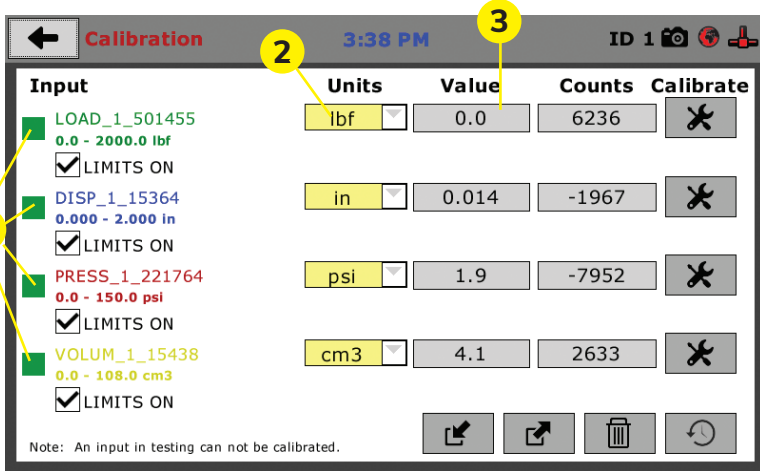 Calibration 3:38 PM ID 1
2 3
Input Units Value Counts Calibrate
LOAD_1_501455 lbf 0.0 6236
0.0 - 2000.0 lbf
LIMITS ON
DISP_1_15364 in 0.014 -1967
0.000 - 2.000 in
LIMITS ON
PRESS_1_221764 psi 1.9 -7952
0.0 - 150.0 psi
LIMITS ON
VOLUM_1_15438 cm3 4.1 2633
0.0 - 108.0 cm3
LIMITS ON
Note: An input in testing can not be calibrated.